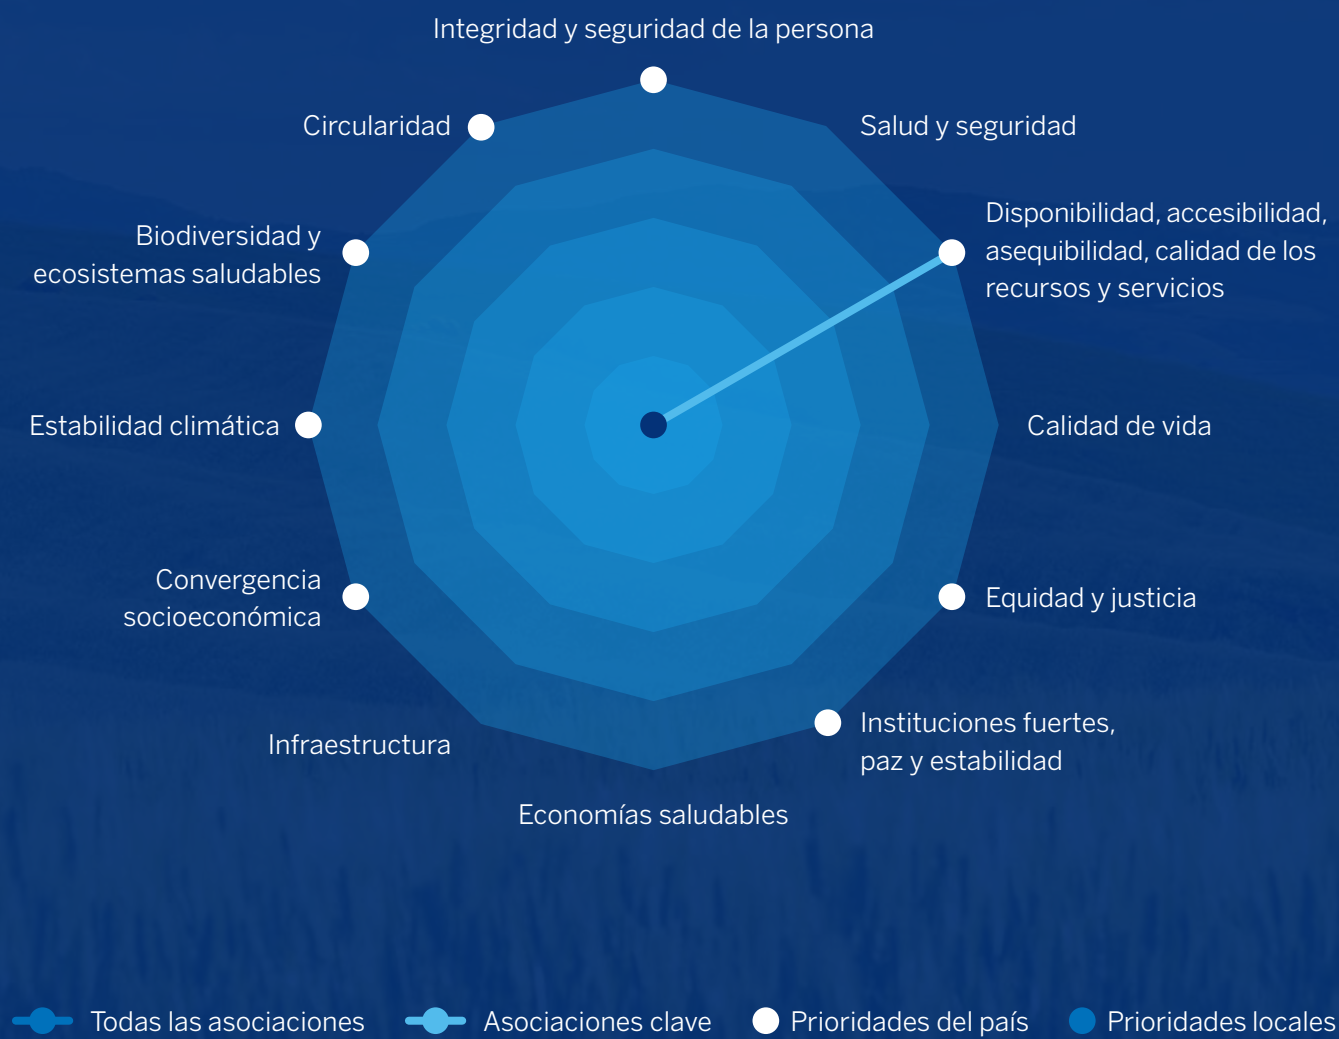 Integridad y seguridad de la persona
Circularidad
Salud y seguridad
Disponibilidad, accesibilidad,
asequibilidad, calidad de los
recursos y servicios
Biodiversidad y
ecosistemas saludables
Estabilidad climática
Calidad de vida
Convergencia
socioeconómica
Equidad y justicia
Infraestructura
Instituciones fuertes,
paz y estabilidad
Economías saludables
Todas las asociaciones
Asociaciones clave
Prioridades del país
Prioridades locales